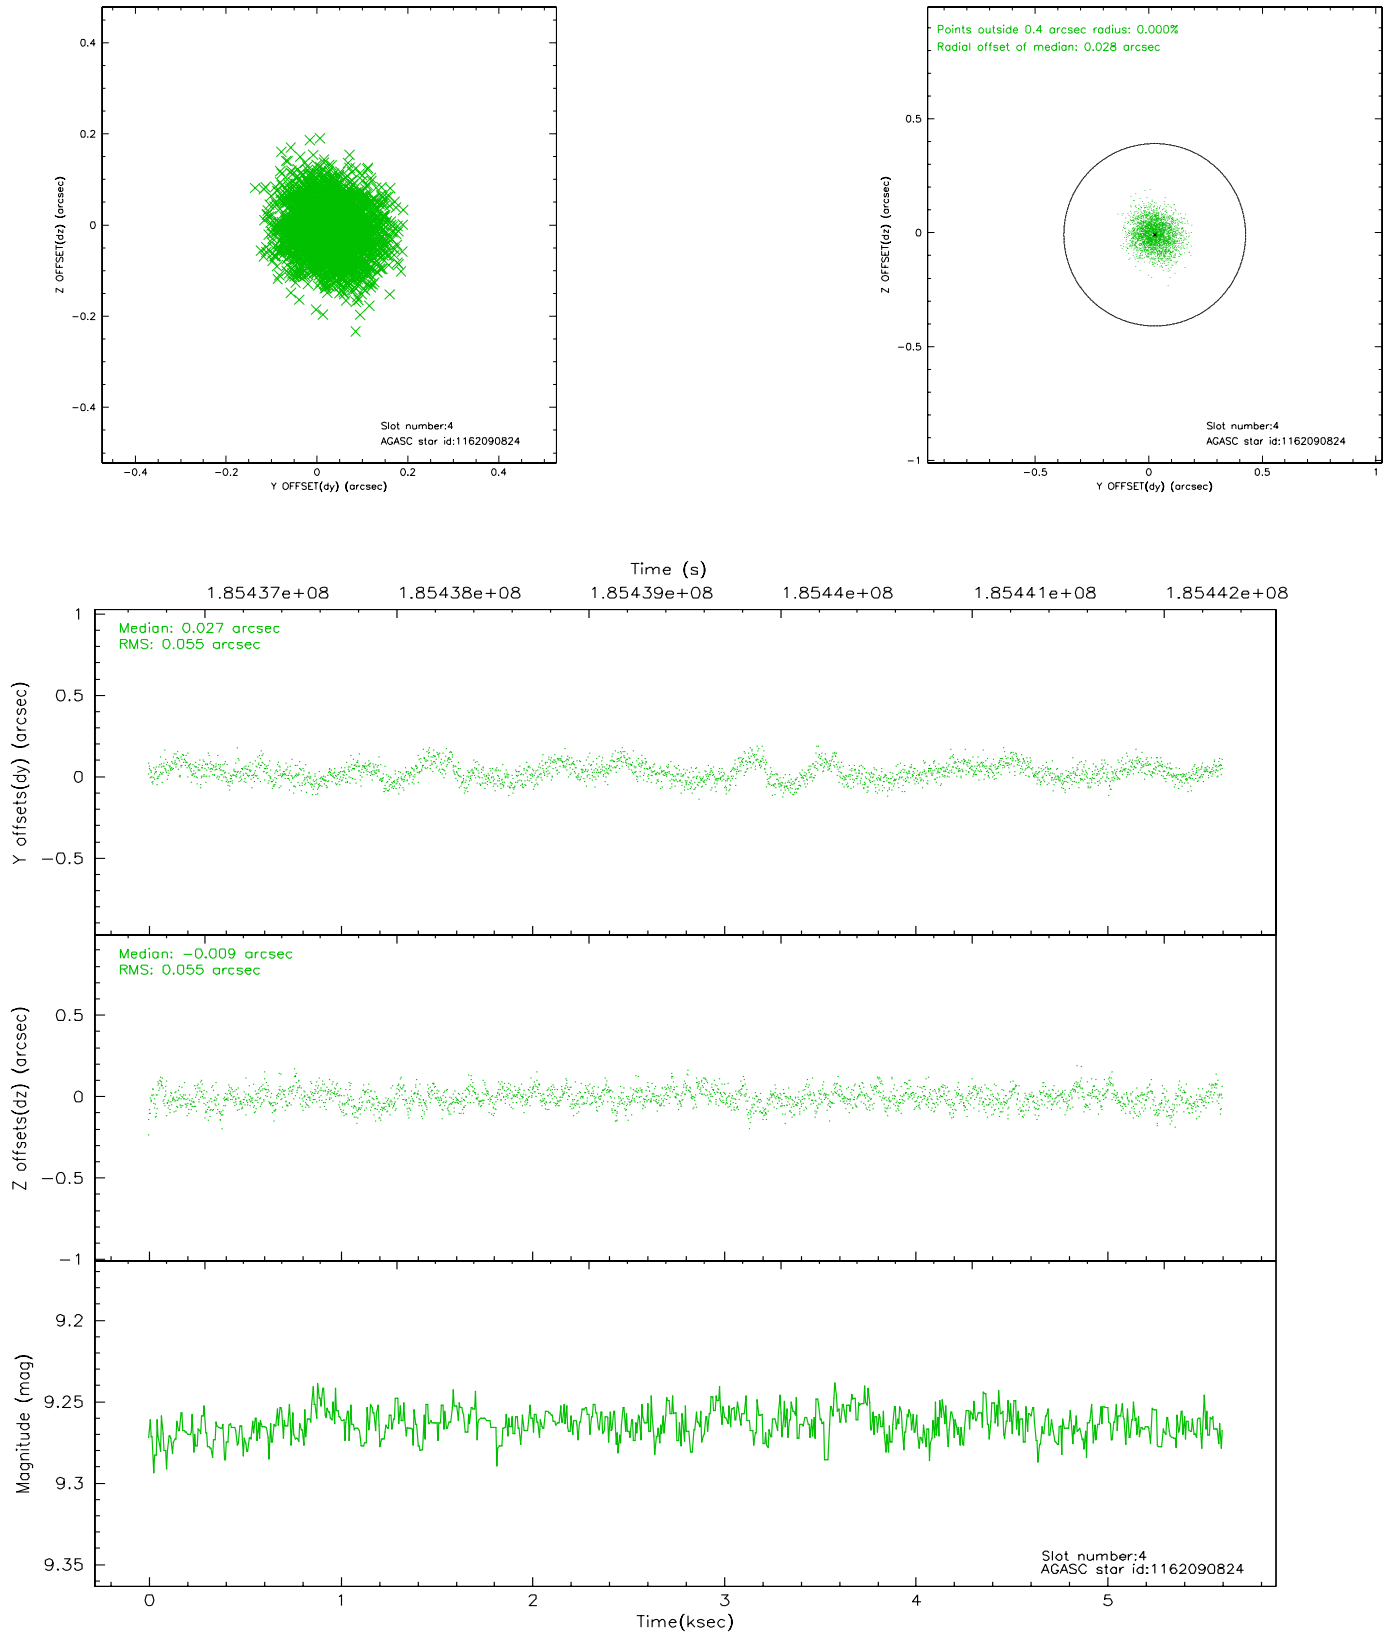 0.4
0.2
0
−0.2
−0.4
Z OFFSET(dz) (arcsec)
Slot number:4
AGASC star id:1162090824
−0.4 −0.2 0 0.2 0.4
Y OFFSET(dy) (arcsec)
Points outside 0.4 arcsec radius: 0.000%
Radial offset of median: 0.028 arcsec
0.5
0
−0.5
−1
Z OFFSET(dz) (arcsec)
Slot number:4
AGASC star id:1162090824
−0.5 0 0.5 1
Y OFFSET(dy) (arcsec)
Time (s)
1.85437e+08 1.85438e+08 1.85439e+08 1.8544e+08 1.85441e+08 1.85442e+08
Median: 0.027 arcsec
RMS: 0.055 arcsec
1
0.5
0
−0.5
Y offsets(dy) (arcsec)
Median: −0.009 arcsec
RMS: 0.055 arcsec
0.5
0
−0.5
−1
Z offsets(dz) (arcsec)
9.2
9.25
9.3
9.35
Magnitude (mag)
Slot number:4
AGASC star id:1162090824
0 1 2 3 4 5
Time(ksec)